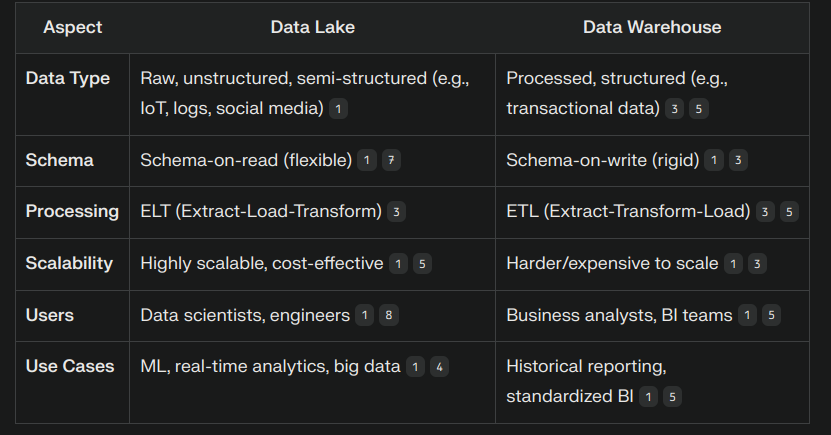 Aspect Data Lake Data Warehouse
Data Type Raw, unstructured, semi-structured (e.g., Processed, structured (e.g.,
IoT, logs, social media) 1 transactional data) 3 5
Schema Schema-on-read (flexible) 1 7 Schema-on-write (rigid) 1 3
Processing ELT (Extract-Load-Transform) 3 ETL (Extract-Transform-Load) 3 5
Scalability Highly scalable, cost-effective 1 5 Harder/expensive to scale 1 3
Users Data scientists, engineers 1 8 Business analysts, BI teams 1 5
Use Cases ML, real-time analytics, big data 1 4 Historical reporting,
standardized BI 1 5